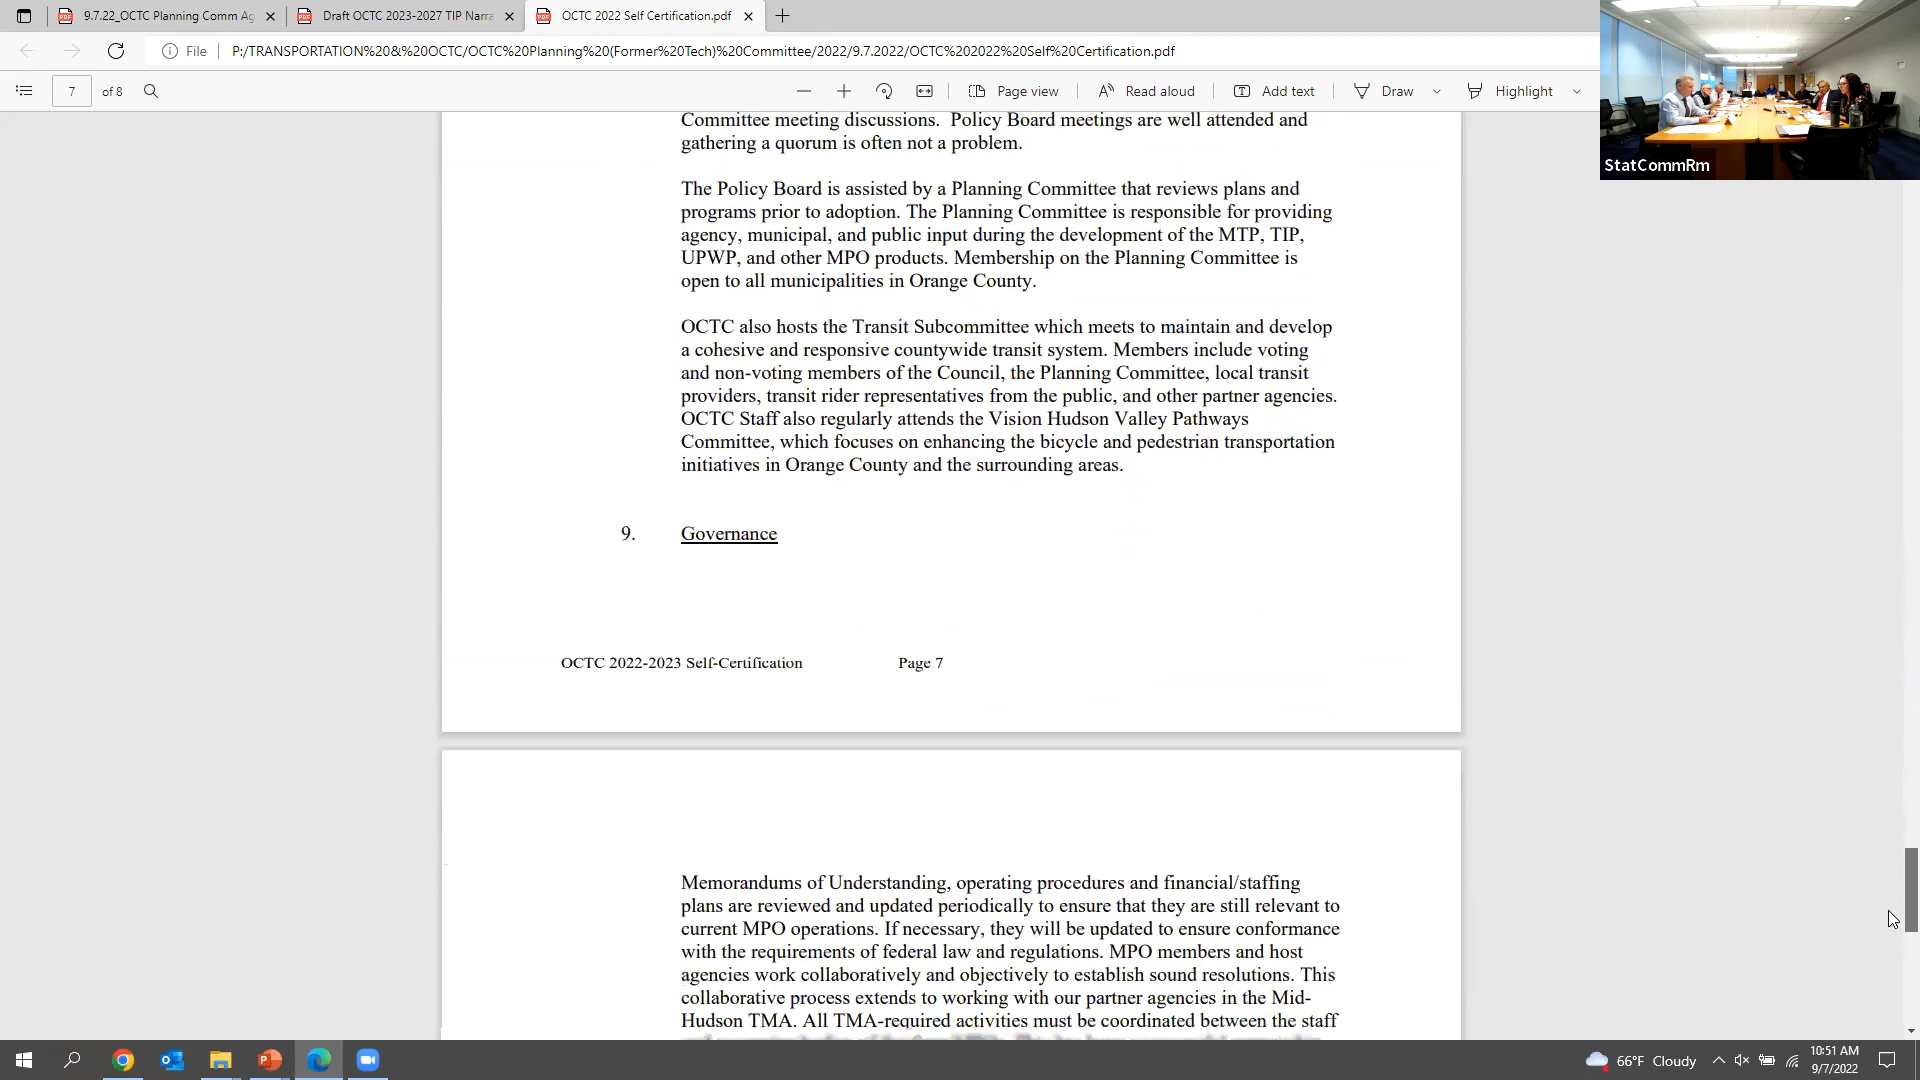 9.7.22_OCTC Planning Comm Ag
Draft OCTC 2023-2027 TIP Narra
OCTC 2022 Self Certification.pdf
File
P:/TRANSPORTATION%20&%20OCTC/OCTC%20Planning%20(Former%20Tech)%20Committee/2022/9.7.2022/OCTC%202022%20Self%20Certification.pdf
7 of 8
Page view
Read aloud
Add text
Draw
Highlight
StatCommRm
Committee meeting discussions.  Policy Board meetings are well attended and
gathering a quorum is often not a problem.
The Policy Board is assisted by a Planning Committee that reviews plans and
programs prior to adoption. The Planning Committee is responsible for providing
agency, municipal, and public input during the development of the MTP, TIP,
UPWP, and other MPO products. Membership on the Planning Committee is
open to all municipalities in Orange County.
OCTC also hosts the Transit Subcommittee which meets to maintain and develop
a cohesive and responsive countywide transit system. Members include voting
and non-voting members of the Council, the Planning Committee, local transit
providers, transit rider representatives from the public, and other partner agencies.
OCTC Staff also regularly attends the Vision Hudson Valley Pathways
Committee, which focuses on enhancing the bicycle and pedestrian transportation
initiatives in Orange County and the surrounding areas.
9. Governance
OCTC 2022-2023 Self-Certification Page 7
Memorandums of Understanding, operating procedures and financial/staffing
plans are reviewed and updated periodically to ensure that they are still relevant to
current MPO operations. If necessary, they will be updated to ensure conformance
with the requirements of federal law and regulations. MPO members and host
agencies work collaboratively and objectively to establish sound resolutions. This
collaborative process extends to working with our partner agencies in the Mid-
Hudson TMA. All TMA-required activities must be coordinated between the staff
66°F Cloudy
10:51 AM
9/7/2022